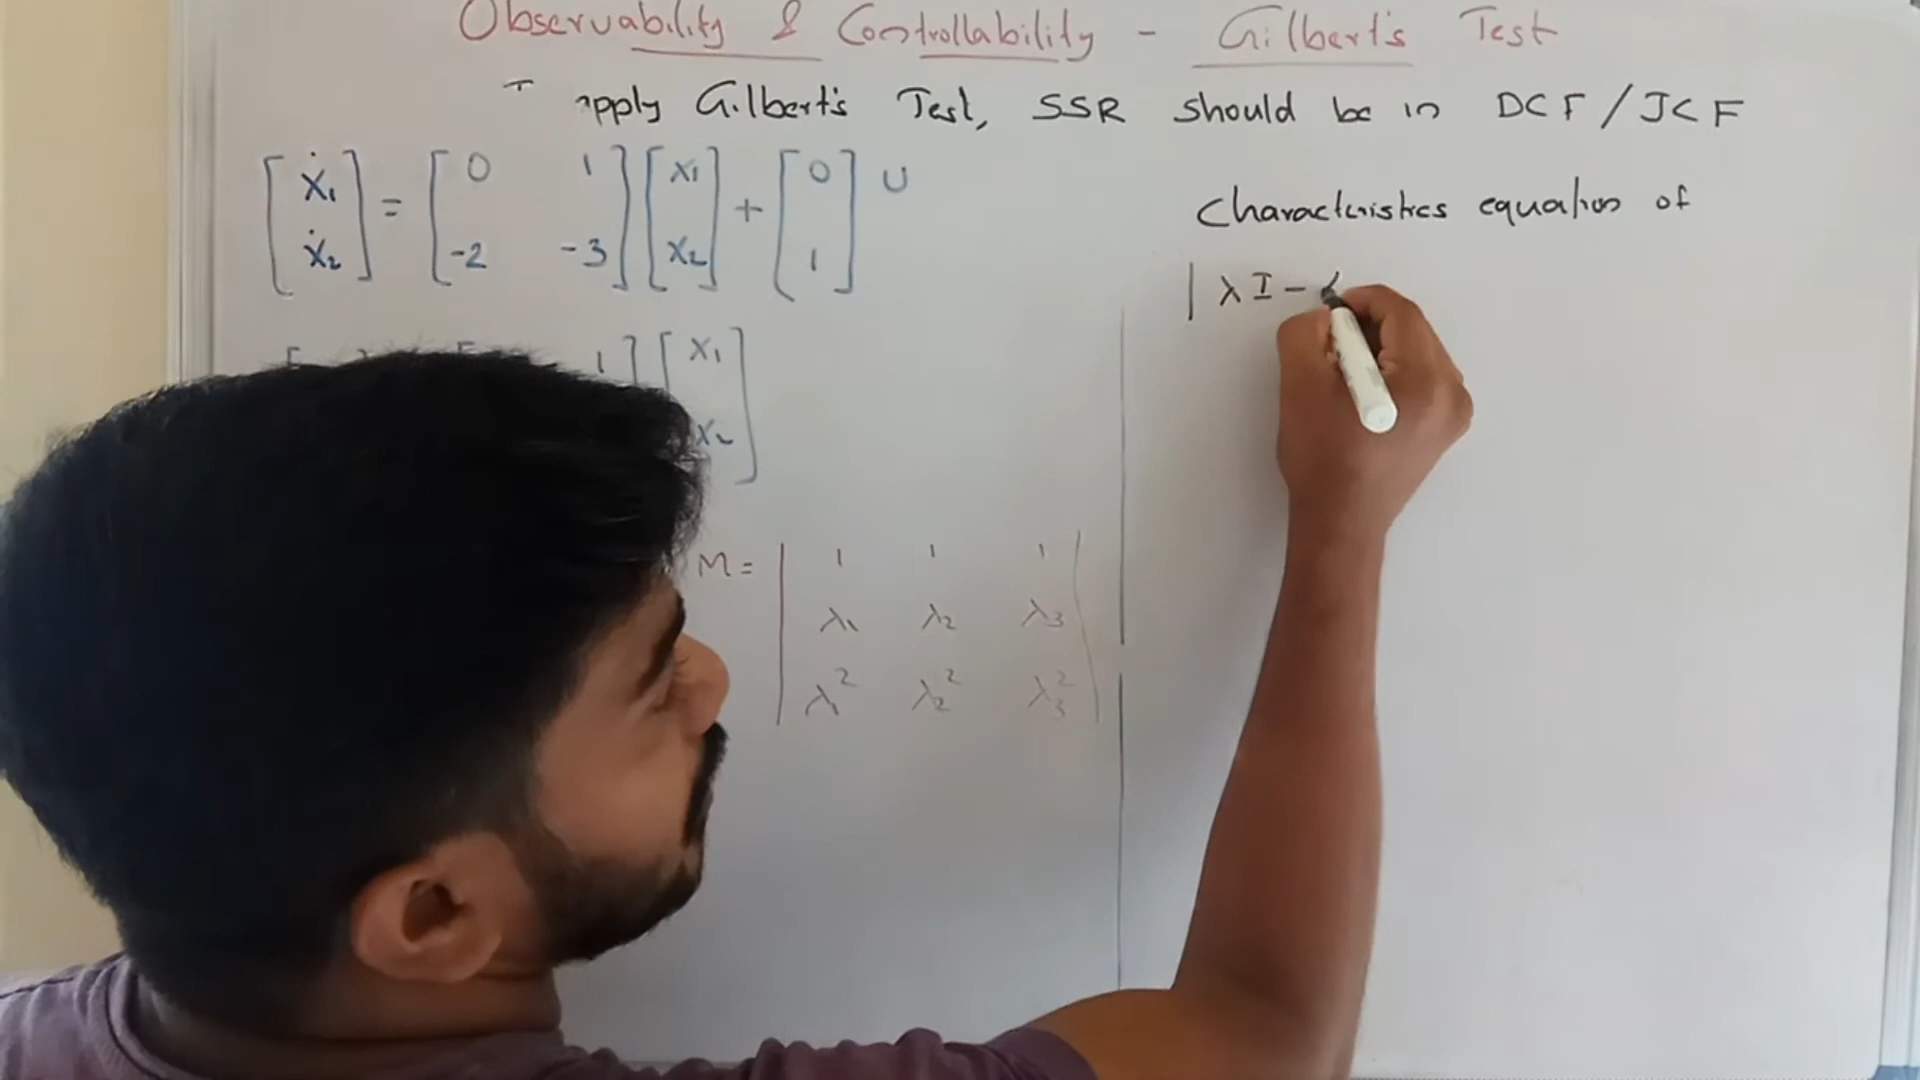 Observability & Controllability - Gilbert's Test
apply Gilbert's Test, SSR should be in DCF / JCF
[ẋ₁ ẋ₂] = [0 1 -2 -3] [x₁ x₂] + [0 1] U
1] [x₁ x₂]
M = | 1 1 1
λ₁ λ₂ λ₃
λ₁² λ₂² λ₃² |
Characteristics equation of
| λI -